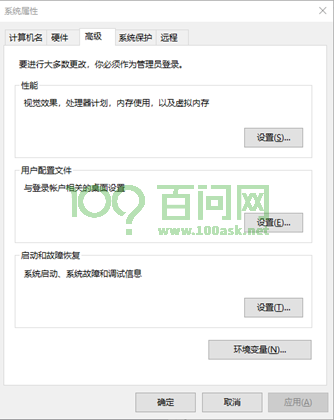 系统属性
计算机名 硬件 高级 系统保护 远程
要进行大多数更改，你必须作为管理员登录。
性能
视觉效果，处理器计划，内存使用，以及虚拟内存
设置(S)...
用户配置文件
与登录帐户相关的桌面设置
设置(E)...
100 百问网
www.100ask.net
启动和故障恢复
系统启动、系统故障和调试信息
设置(T)...
环境变量(N)...
确定 取消 应用(A)